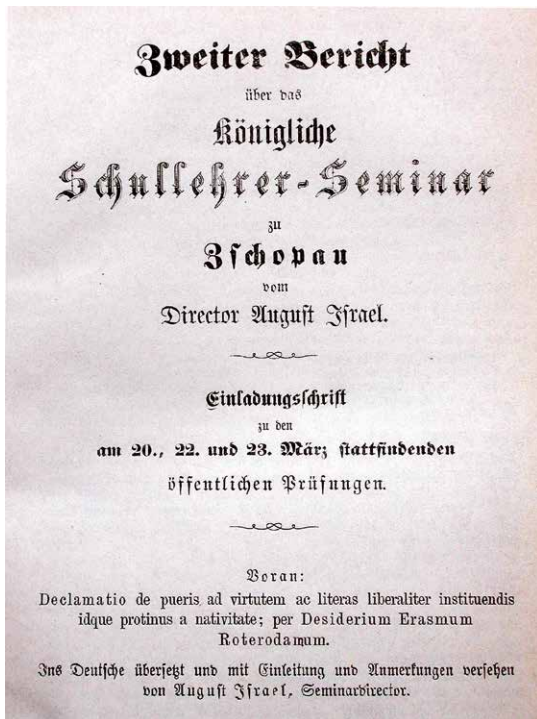 Zweiter Bericht
über das
Königliche
Schullehrer-Seminar
zu
Zschopau
vom
Director August Israel.
Einladungsschrift
zu den
am 20., 22. und 23. März stattfindenden
öffentlichen Prüfungen.
Voran:
Declamatio de pueris ad virtutem ac literas liberaliter instituendis
idque protinus a nativitate; per Desiderium Erasmum
Roterodamum.
Ins Deutsche übersetzt und mit Einleitung und Anmerkungen versehen
von August Israel, Seminardirector.